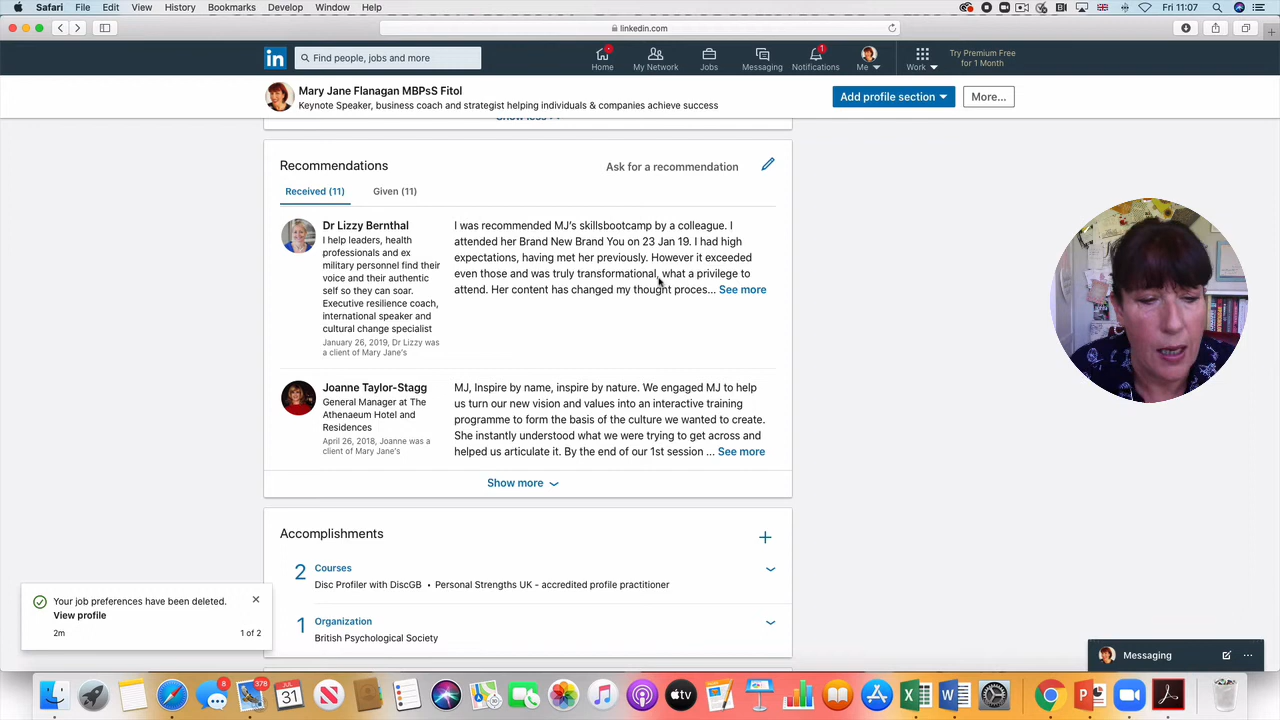 Safari File Edit View History Bookmarks Develop Window Help Fri 11:07
linkedin.com
in Find people, jobs and more Home My Network Jobs Messaging 1 Notifications Me Work Try Premium Free
for 1 Month
Mary Jane Flanagan MBPsS Fitol
Keynote Speaker, business coach and strategist helping individuals & companies achieve success
Add profile section More...
Show less
Recommendations Ask for a recommendation
Received (11) Given (11)
Dr Lizzy Bernthal
I help leaders, health
professionals and ex
military personnel find their
voice and their authentic
self so they can soar.
Executive resilience coach,
international speaker and
cultural change specialist
January 26, 2019, Dr Lizzy was
a client of Mary Jane's
I was recommended MJ's skillsbootcamp by a colleague. I
attended her Brand New Brand You on 23 Jan 19. I had high
expectations, having met her previously. However it exceeded
even those and was truly transformational, what a privilege to
attend. Her content has changed my thought proces... See more
Joanne Taylor-Stagg
General Manager at The
Athenaeum Hotel and
Residences
April 26, 2018, Joanne was a
client of Mary Jane's
MJ, Inspire by name, inspire by nature. We engaged MJ to help
us turn our new vision and values into an interactive training
programme to form the basis of the culture we wanted to create.
She instantly understood what we were trying to get across and
helped us articulate it. By the end of our 1st session ... See more
Show more
Accomplishments
2 Courses
Disc Profiler with DiscGB • Personal Strengths UK - accredited profile practitioner
1 Organization
British Psychological Society
Your job preferences have been deleted.
View profile
2m 1 of 2
Messaging
8 378 JUL 31 tv X W P